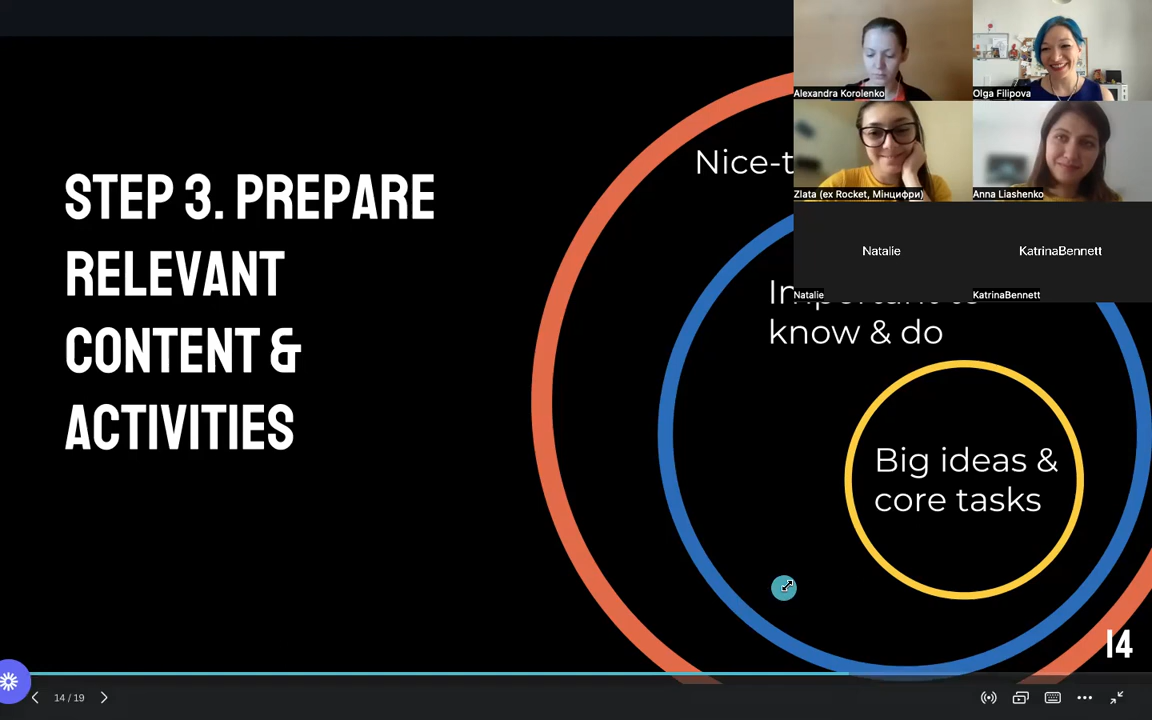 STEP 3. PREPARE
RELEVANT
CONTENT &
ACTIVITIES
Nice-t
know & do
Big ideas &
core tasks
14
Alexandra Korolenko
Olga Filipova
Zlata (ex Rocket, Мінцифри)
Anna Liashenko
Natalie
KatrinaBennett
Natalie
KatrinaBennett
14 / 19